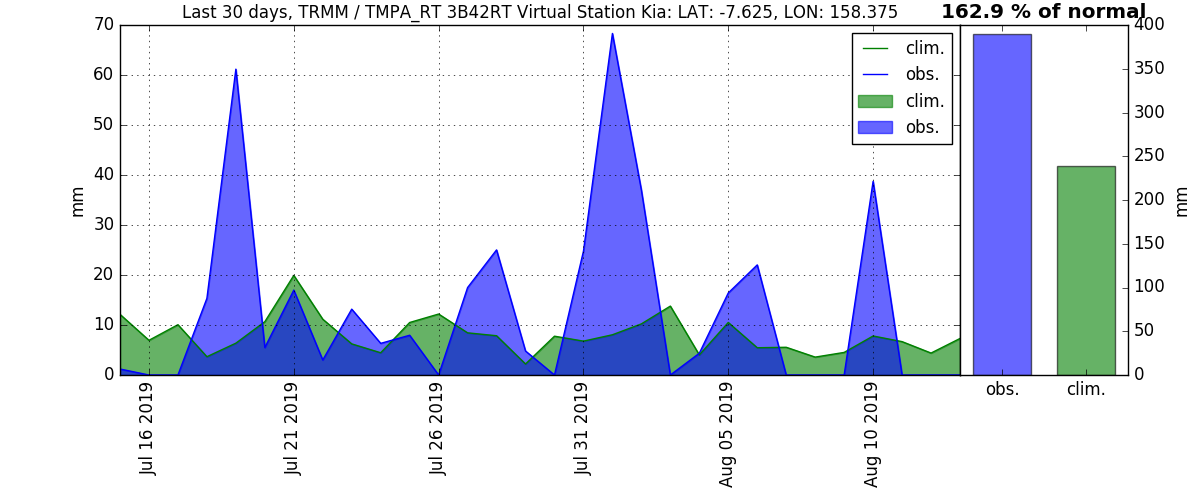 Last 30 days, TRMM / TMPA_RT 3B42RT Virtual Station Kia: LAT: -7.625, LON: 158.375
162.9 % of normal
mm
70
60
50
40
30
20
10
0
clim.
obs.
clim.
obs.
Jul 16 2019
Jul 21 2019
Jul 26 2019
Jul 31 2019
Aug 05 2019
Aug 10 2019
400
350
300
250
200
150
100
50
0
mm
obs.
clim.